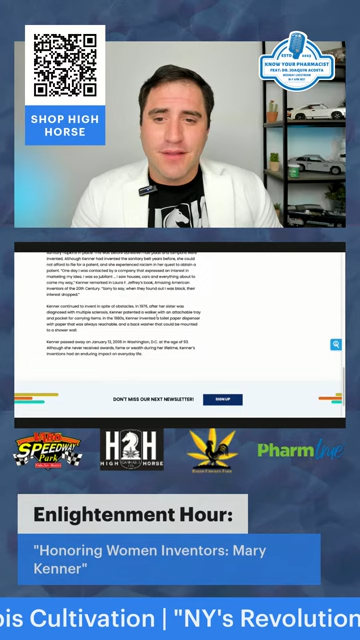 SHOP HIGH
HORSE
ESTD 2022
KNOW YOUR PHARMACIST
FEAT: DR. JOAQUIN ACOSTA
invented. Although Kenner had invented the sanitary belt years before, she could
not afford to file for a patent, and she experienced racism in her quest to obtain a
patent. "One day I was contacted by a company that expressed an interest in
marketing my idea. I was so jubilant ... I saw houses, cars and everything about to
come my way," Kenner remarked in Laura F. Jeffrey's book, Amazing American
Inventors of the 20th Century. "Sorry to say, when they found out I was black, their
interest dropped."
Kenner continued to invent in spite of obstacles. In 1976, after her sister was
diagnosed with multiple sclerosis, Kenner patented a walker with an attachable tray
and pocket for carrying items. In the 1980s, Kenner invented a toilet paper dispenser
with paper that was always reachable and a back washer that could be mounted
to a shower wall.
Kenner passed away on January 13, 2006 in Washington, D.C. at the age of 93.
Although she never received awards, fame or wealth during her lifetime, Kenner's
inventions had an enduring impact on everyday life.
DON'T MISS OUR NEXT NEWSLETTER!
SIGN UP
SPEEDWAY
Park
H H
HIGH HORSE
Pharmtrue
Enlightenment Hour:
"Honoring Women Inventors: Mary
Kenner"
bis Cultivation | "NY's Revolution